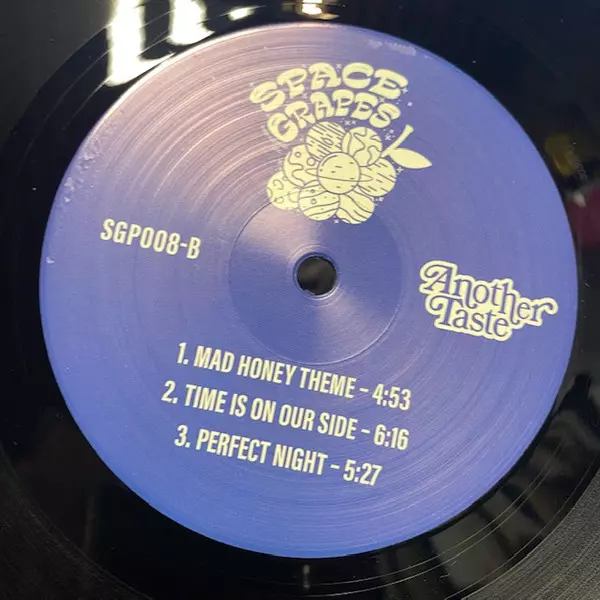 SPACE
GRAPES
SGP008-B
Another
Taste
1. MAD HONEY THEME - 4:53
2. TIME IS ON OUR SIDE - 6:16
3. PERFECT NIGHT - 5:27